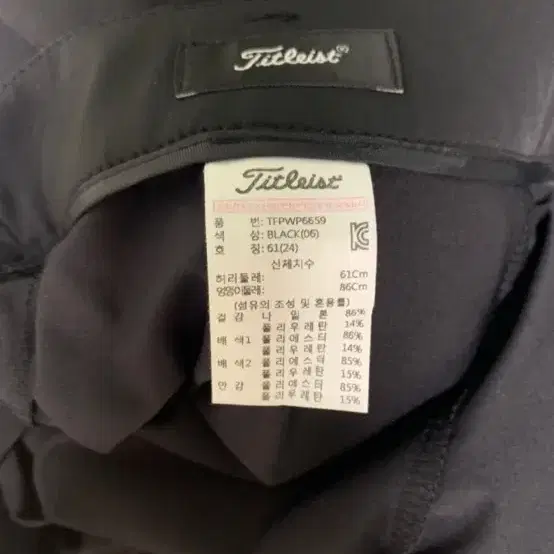 Titleist®
Titleist
품 번: TFPWP6659
색 섬: BLACK(06)
호 칭: 61(24)
신체치수
허리둘레: 61Cm
엉덩이둘레: 86Cm
(섬유의 조성 및 혼용률)
겉 감 나 일 론 86%
폴리우레탄 14%
배 색1 폴리에스터 86%
폴리우레탄 14%
배 색2 폴리에스터 85%
폴리우레탄 15%
안 감 폴리에스터 85%
폴리우레탄 15%